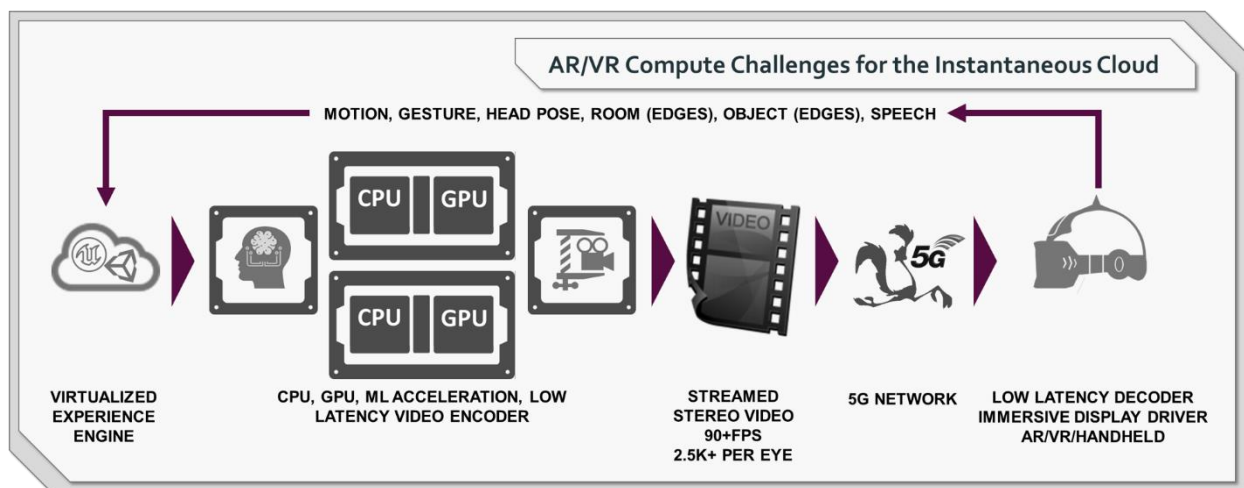 AR/VR Compute Challenges for the Instantaneous Cloud
MOTION, GESTURE, HEAD POSE, ROOM (EDGES), OBJECT (EDGES), SPEECH
CPU GPU
VIDEO
5G
CPU GPU
VIRTUALIZED
EXPERIENCE
ENGINE
CPU, GPU, ML ACCELERATION, LOW
LATENCY VIDEO ENCODER
STREAMED
STEREO VIDEO
90+FPS
2.5K+ PER EYE
5G NETWORK
LOW LATENCY DECODER
IMMERSIVE DISPLAY DRIVER
AR/VR/HANDHELD